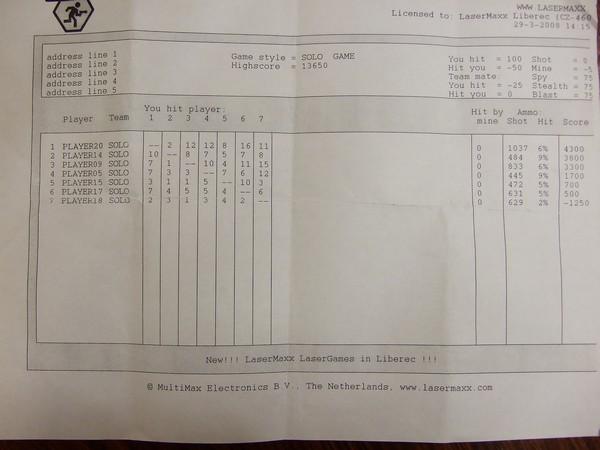 WWW.LASERMAXX
Licensed to: LaserMaxx Liberec (CZ-460
29-3-2008 14:15
address line 1
address line 2
address line 3
address line 4
address line 5
Game style = SOLO GAME
Highscore = 13650
You hit = 100 Shot = 0
Hit you = -50 Mine = -5
Team mate: Spy = 75
You hit = -25 Stealth = 75
Hit you = 0 Blast = 75
You hit player: Hit by Ammo:
Player Team 1 2 3 4 5 6 7 mine Shot Hit Score
1 PLAYER20 SOLO -- 2 12 12 8 16 11 0 1037 6% 4300
2 PLAYER14 SOLO 10 -- 8 7 5 7 8 0 484 9% 3800
3 PLAYER09 SOLO 7 1 -- 10 4 11 15 0 833 6% 3300
4 PLAYER05 SOLO 7 3 3 -- 7 6 12 0 445 9% 1700
5 PLAYER15 SOLO 3 1 1 5 -- 10 3 0 472 5% 700
6 PLAYER17 SOLO 7 4 5 5 4 -- 6 0 631 5% 500
7 PLAYER18 SOLO 2 3 1 3 4 2 -- 0 629 2% -1250
New!!! LaserMaxx LaserGames in Liberec !!!
© MultiMax Electronics B.V., The Netherlands, www.lasermaxx.com